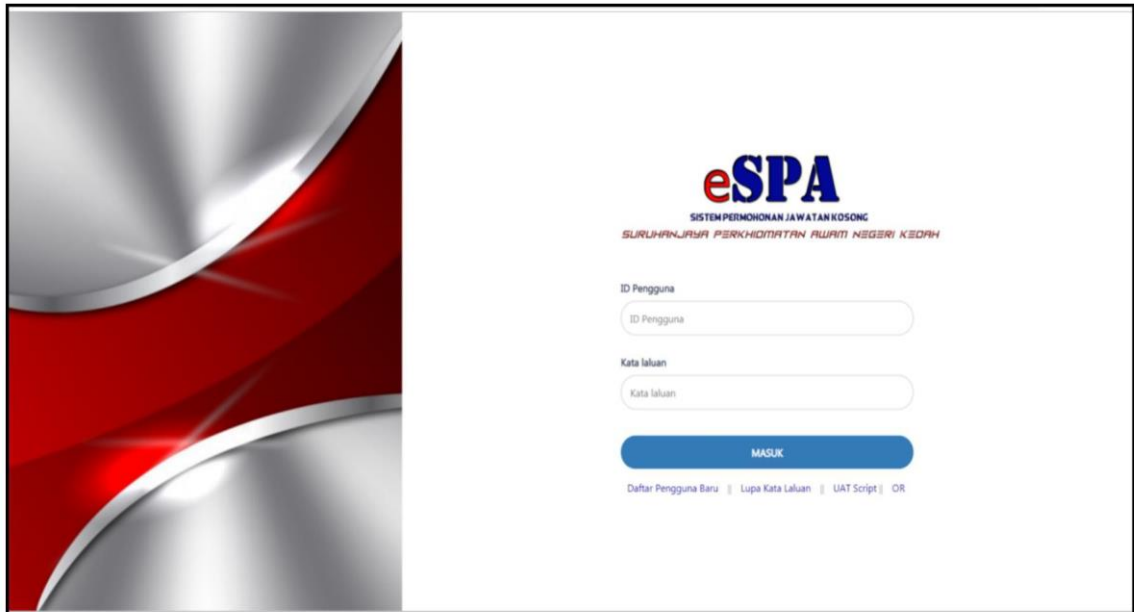 eSPA
SISTEM PERMOHONAN JAWATAN KOSONG
SURUHANJAYA PERKHIDMATAN AWAM NEGERI KEDAH
ID Pengguna
ID Pengguna
Kata laluan
Kata laluan
MASUK
Daftar Pengguna Baru || Lupa Kata Laluan || UAT Script || OR